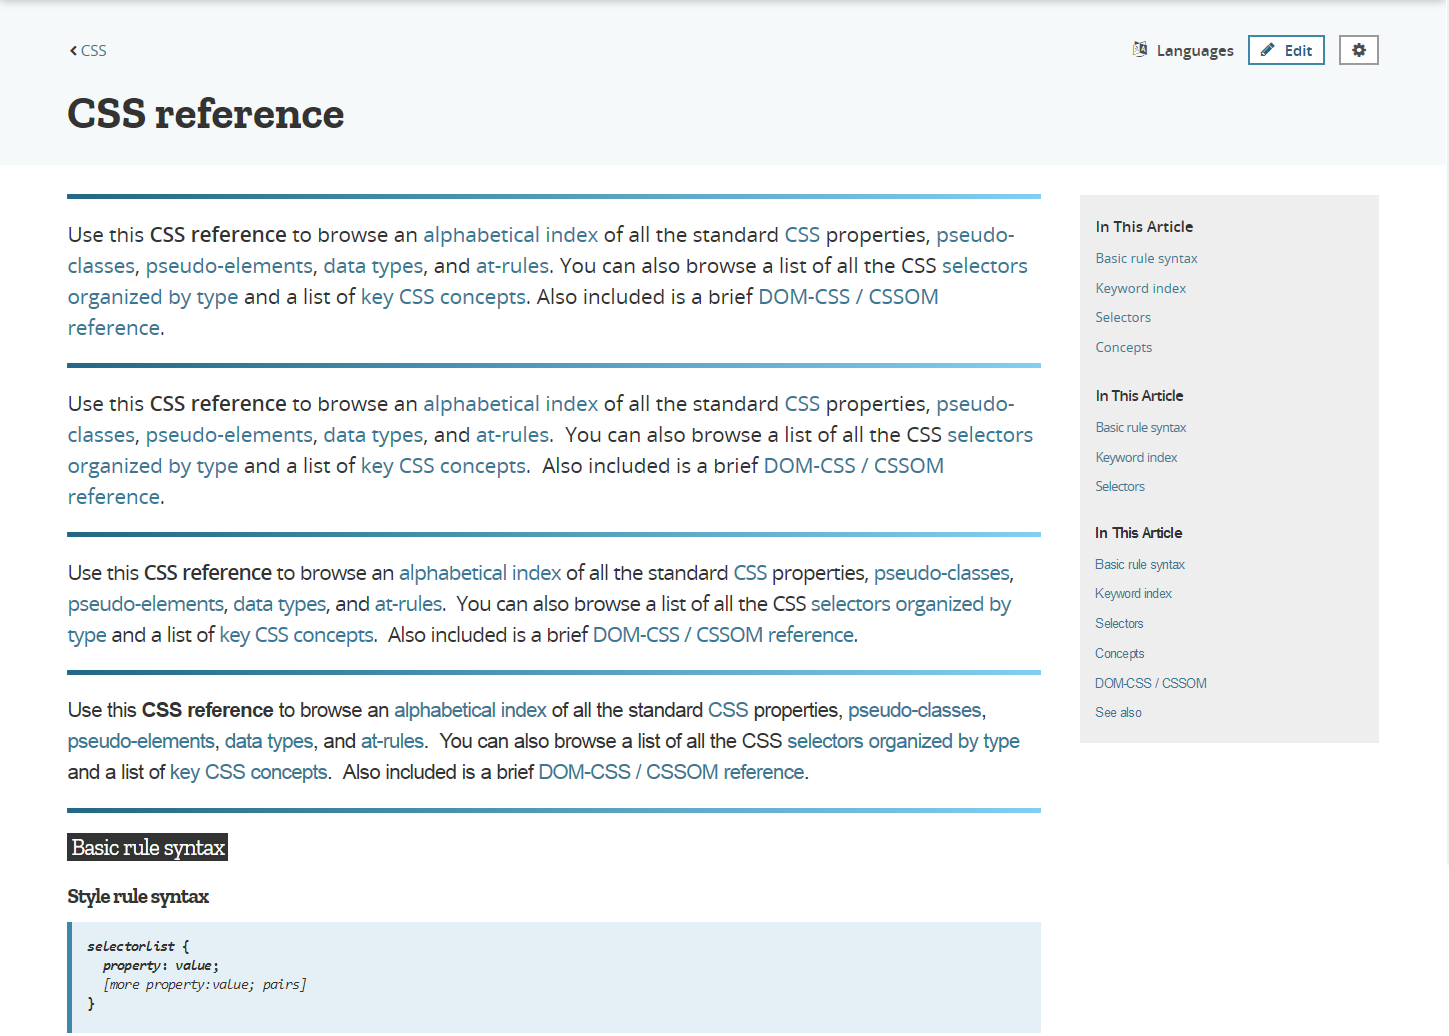 CSS
Languages
Edit
CSS reference
Use this CSS reference to browse an alphabetical index of all the standard CSS properties, pseudo-
classes, pseudo-elements, data types, and at-rules. You can also browse a list of all the CSS selectors
organized by type and a list of key CSS concepts. Also included is a brief DOM-CSS / CSSOM
reference.
Use this CSS reference to browse an alphabetical index of all the standard CSS properties, pseudo-
classes, pseudo-elements, data types, and at-rules.  You can also browse a list of all the CSS selectors
organized by type and a list of key CSS concepts.  Also included is a brief DOM-CSS / CSSOM
reference.
Use this CSS reference to browse an alphabetical index of all the standard CSS properties, pseudo-classes,
pseudo-elements, data types, and at-rules.  You can also browse a list of all the CSS selectors organized by
type and a list of key CSS concepts.  Also included is a brief DOM-CSS / CSSOM reference.
Use this CSS reference to browse an alphabetical index of all the standard CSS properties, pseudo-classes,
pseudo-elements, data types, and at-rules.  You can also browse a list of all the CSS selectors organized by type
and a list of key CSS concepts.  Also included is a brief DOM-CSS / CSSOM reference.
Basic rule syntax
Style rule syntax
selectorlist {
  property: value;
  [more property:value; pairs]
}
In This Article
Basic rule syntax
Keyword index
Selectors
Concepts
In This Article
Basic rule syntax
Keyword index
Selectors
In This Article
Basic rule syntax
Keyword index
Selectors
Concepts
DOM-CSS / CSSOM
See also